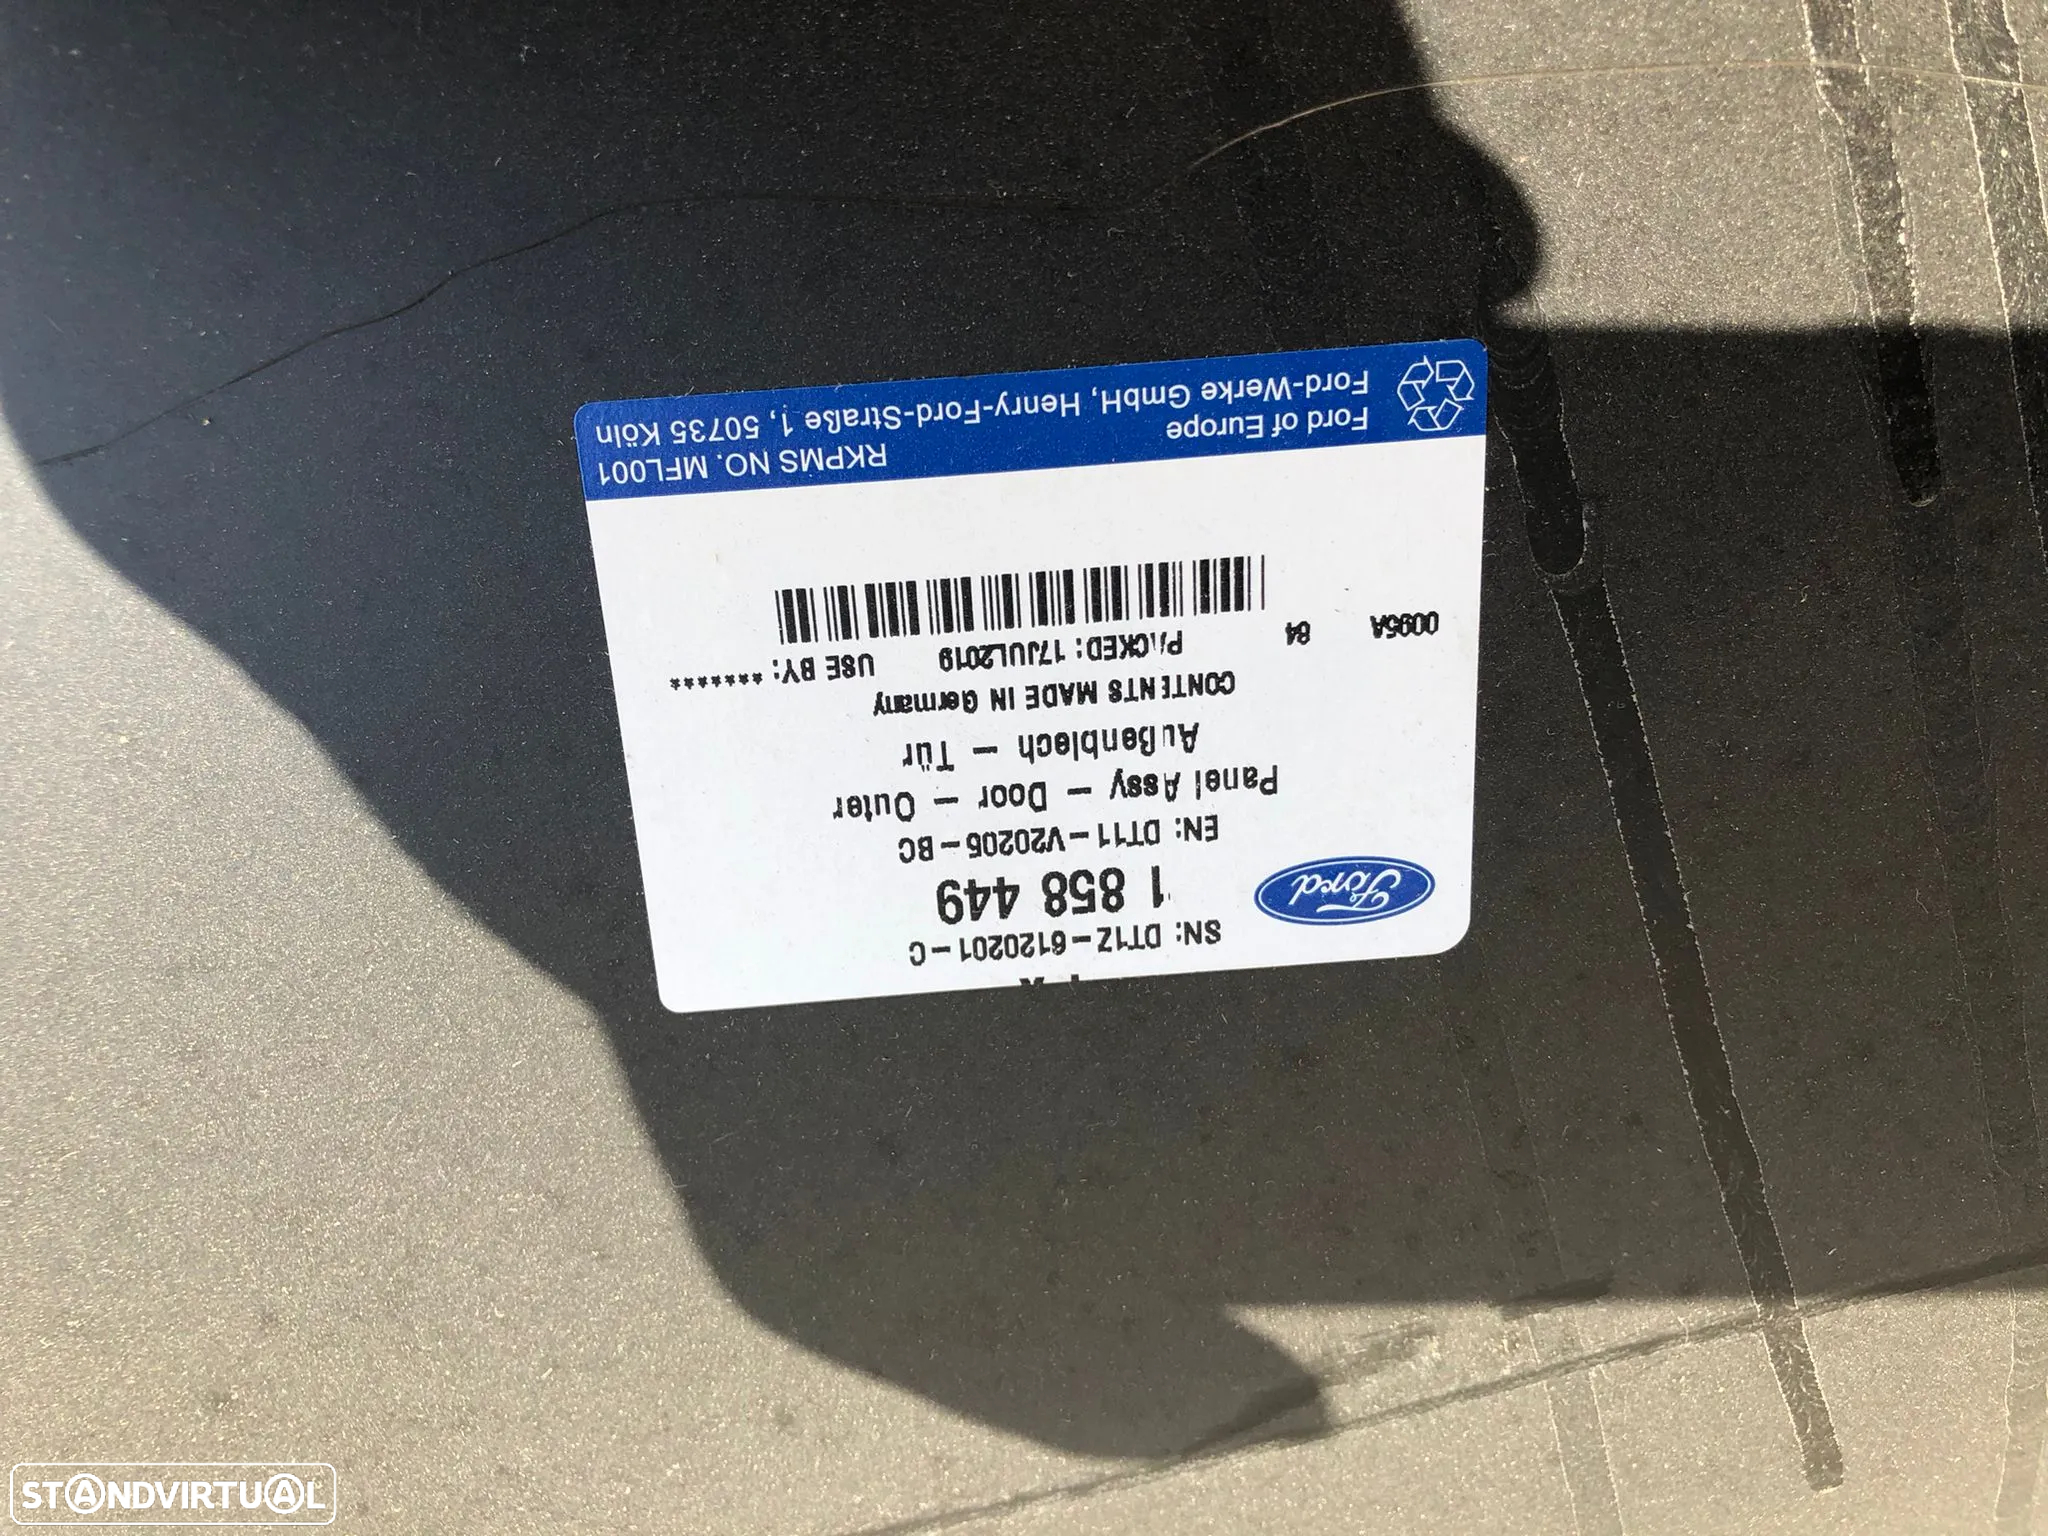 SN: DT1Z-6120201-C
1 858 449
Ford
EN: DT11-V20205-BC
Panel Assy - Door - Outer
Außenblech - Tür
CONTENTS MADE IN Germany
PACKED: 17JUL2019 USE BY: *******
0095A 84
Ford of Europe
Ford-Werke GmbH, Henry-Ford-Straße 1, 50735 Köln
RKPMS NO. MFL001
STANDVIRTUAL